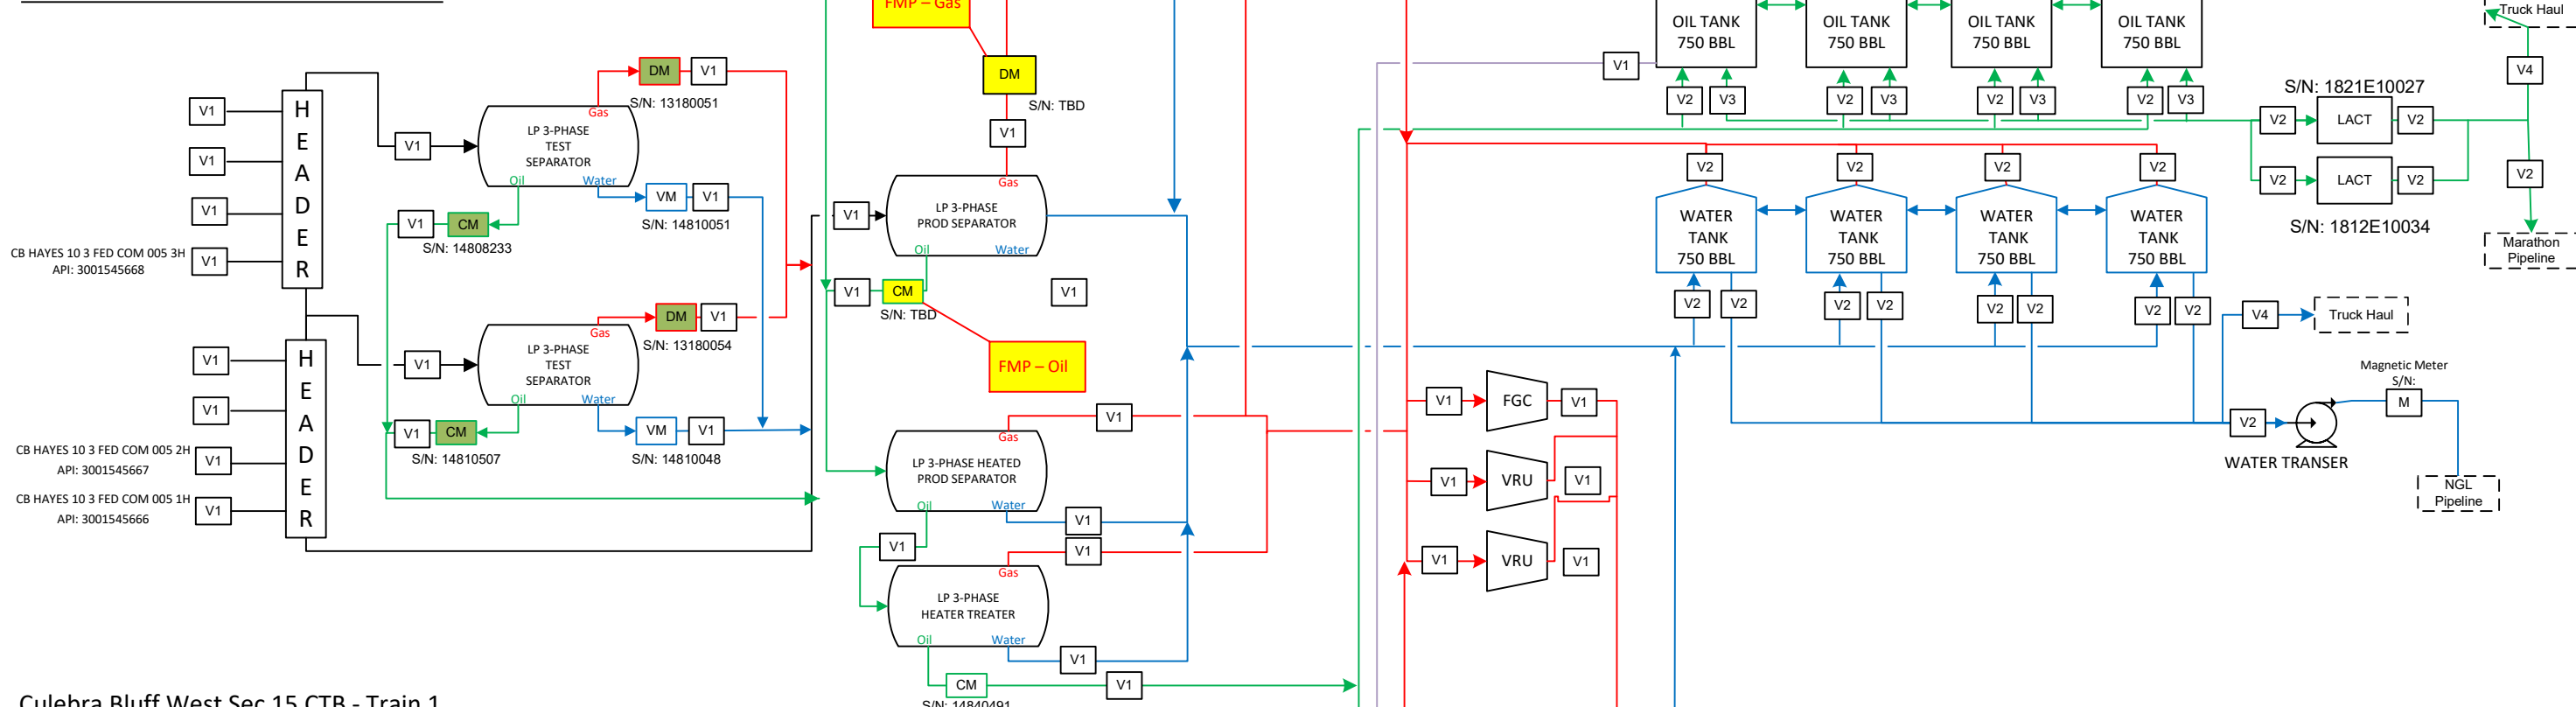 FMP – Gas
DM
S/N: TBD
V1
OIL TANK
750 BBL
OIL TANK
750 BBL
OIL TANK
750 BBL
OIL TANK
750 BBL
V1
V2
V3
V2
V3
V2
V3
V2
V3
Truck Haul
V4
S/N: 1821E10027
V2
LACT
V2
V2
LACT
V2
S/N: 1812E10034
V2
Marathon
Pipeline
V1
V1
V1
CB HAYES 10 3 FED COM 005 3H
API: 3001545668
V1
HEADER
V1
LP 3-PHASE
TEST
SEPARATOR
Gas
Oil
Water
DM
V1
S/N: 13180051
VM
V1
S/N: 14810051
V1
CM
S/N: 14808233
V1
V1
CB HAYES 10 3 FED COM 005 2H
API: 3001545667
V1
CB HAYES 10 3 FED COM 005 1H
API: 3001545666
V1
HEADER
V1
LP 3-PHASE
TEST
SEPARATOR
Gas
Oil
Water
DM
V1
S/N: 13180054
VM
V1
S/N: 14810048
V1
CM
S/N: 14810507
V1
Gas
LP 3-PHASE
PROD SEPARATOR
Oil
Water
V1
CM
S/N: TBD
V1
FMP – Oil
V1
Gas
LP 3-PHASE HEATED
PROD SEPARATOR
Oil
Water
V1
V1
V1
Gas
LP 3-PHASE
HEATER TREATER
Oil
Water
V1
CM
V1
S/N: 14840491
V2
V2
V2
V2
WATER
TANK
750 BBL
WATER
TANK
750 BBL
WATER
TANK
750 BBL
WATER
TANK
750 BBL
V2
V2
V2
V2
V2
V2
V2
V2
V4
Truck Haul
Magnetic Meter
S/N:
M
V2
WATER TRANSER
NGL
Pipeline
V1
FGC
V1
V1
VRU
V1
V1
VRU
V1
Culebra Bluff West Sec 15 CTB - Train 1